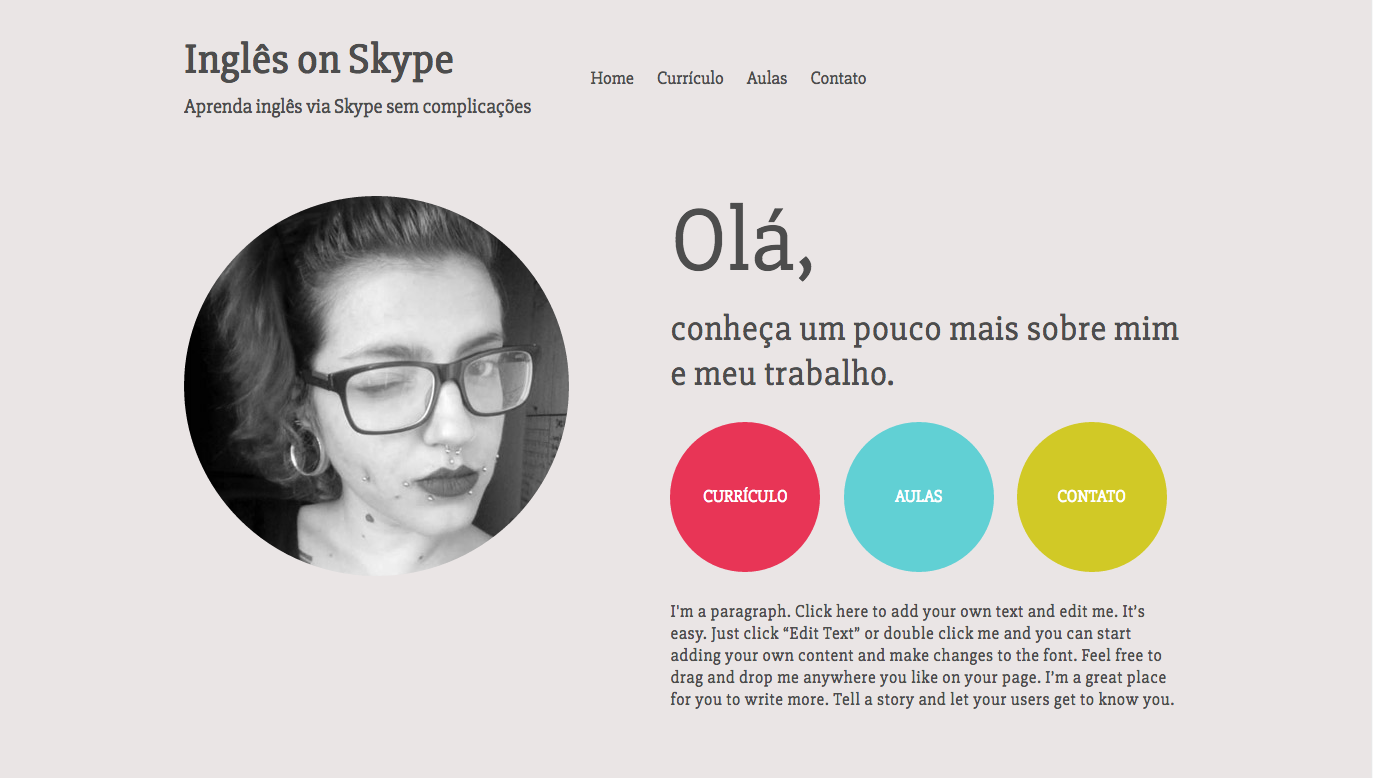 Inglês on Skype
Aprenda inglês via Skype sem complicações
Home Currículo Aulas Contato
Olá,
conheça um pouco mais sobre mim
e meu trabalho.
CURRÍCULO AULAS CONTATO
I'm a paragraph. Click here to add your own text and edit me. It's
easy. Just click “Edit Text” or double click me and you can start
adding your own content and make changes to the font. Feel free to
drag and drop me anywhere you like on your page. I’m a great place
for you to write more. Tell a story and let your users get to know you.